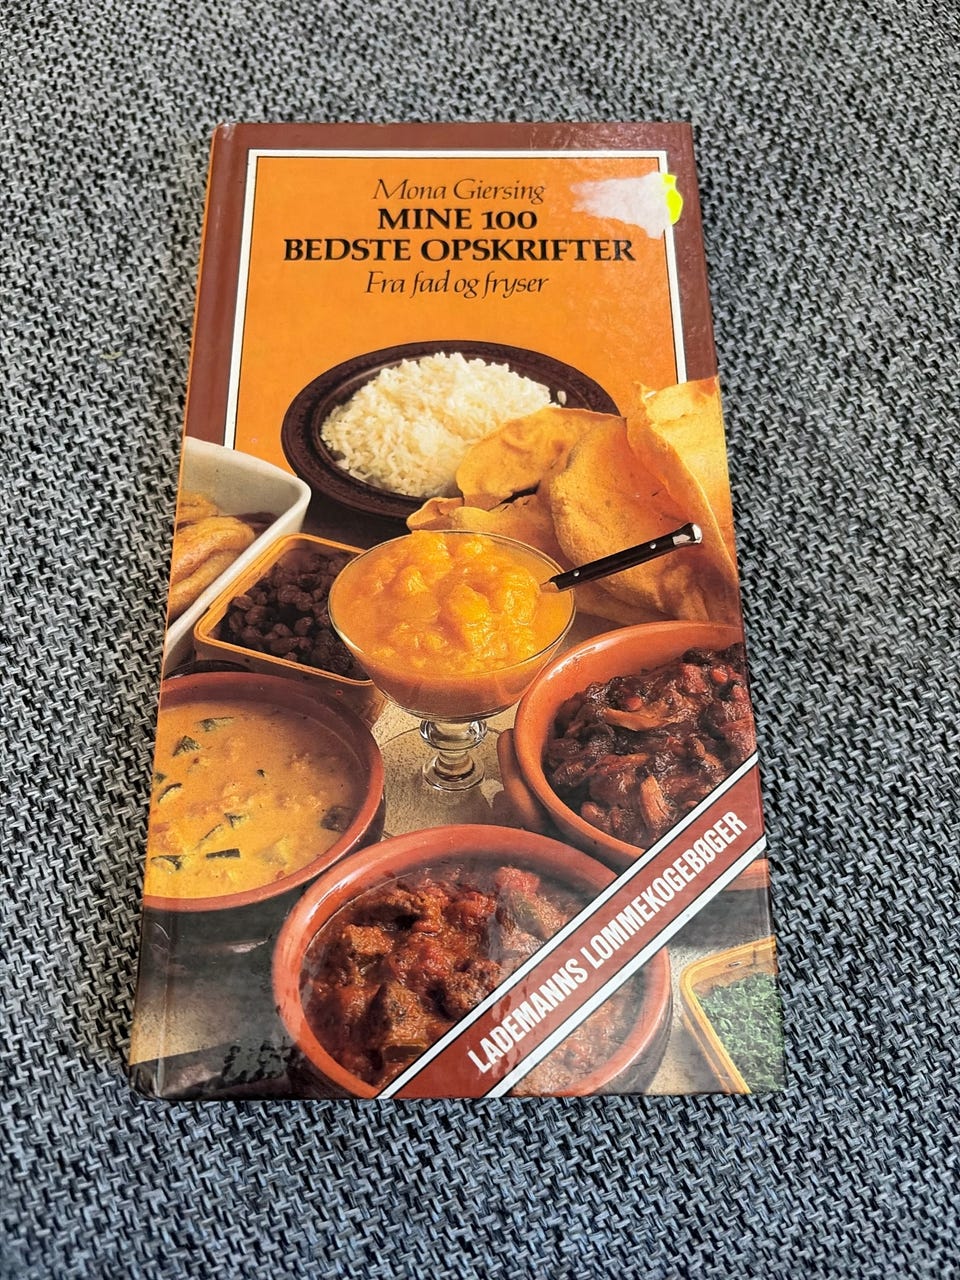 Mona Giersing
MINE 100
BEDSTE OPSKRIFTER
Fra fad og fryser
LADEMANNS LOMMEKOGEBØGER